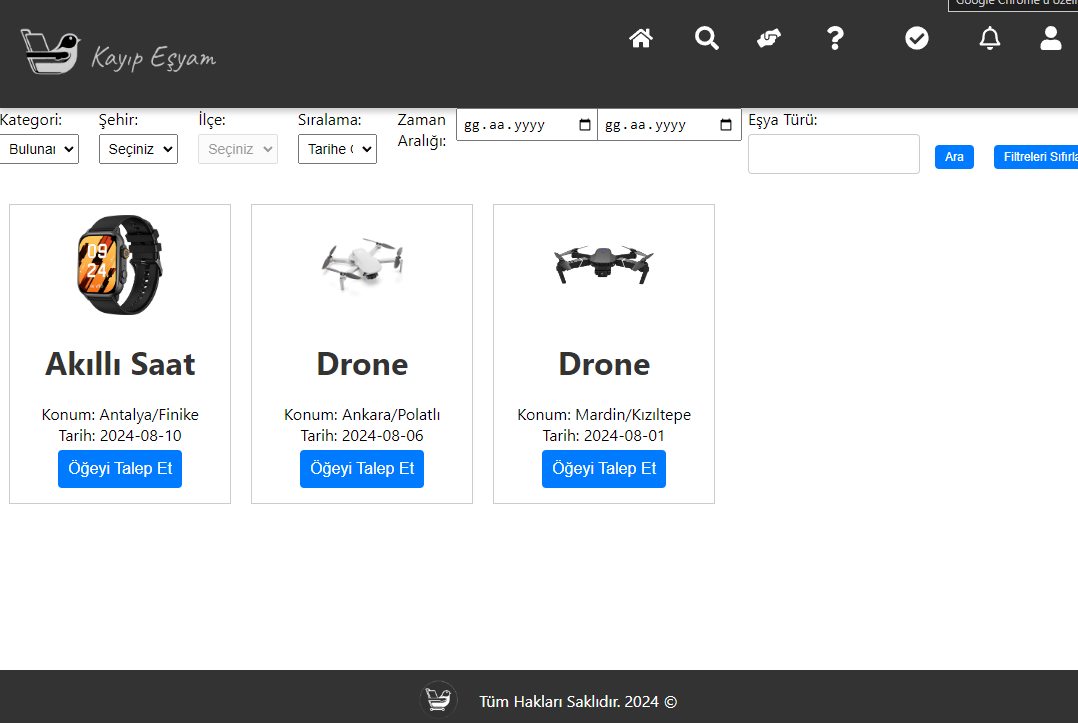 Google Chrome'u özell
Kayıp Eşyam
Kategori: Şehir: İlçe: Sıralama: Zaman Aralığı: gg.aa.yyyy gg.aa.yyyy Eşya Türü:
Bulunan Seçiniz Seçiniz Tarihe G Ara Filtreleri Sıfırla
09
24
Akıllı Saat
Konum: Antalya/Finike
Tarih: 2024-08-10
Öğeyi Talep Et
Drone
Konum: Ankara/Polatlı
Tarih: 2024-08-06
Öğeyi Talep Et
Drone
Konum: Mardin/Kızıltepe
Tarih: 2024-08-01
Öğeyi Talep Et
Tüm Hakları Saklıdır. 2024 ©